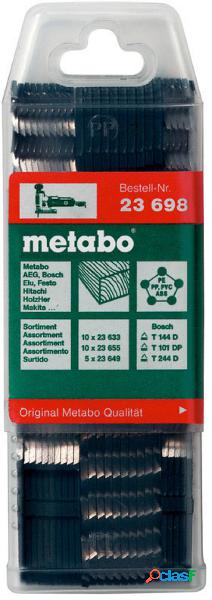 PP
Bestell-Nr.
23 698
metabo
Metabo
AEG, Bosch
Elu, Festo
Hitachi
HolzHer
Makita ...
PE
PP, PVC
ABS
Sortiment
Assortment
Assortiment
Assortimento
Surtido
10 x 23 633
10 x 23 655
5 x 23 649
Bosch
T 144 D
T 101 DP
T 244 D
Original Metabo Qualität
clasf